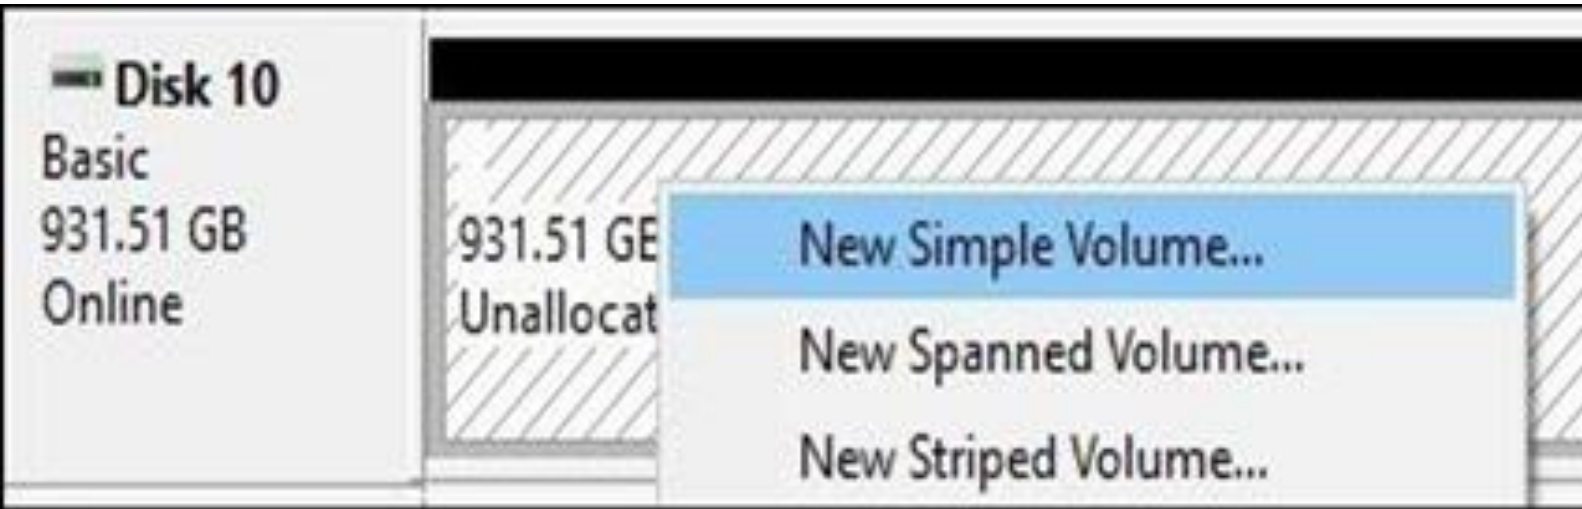 Disk 10
Basic
931.51 GB
Online
931.51 GB
Unallocat
New Simple Volume...
New Spanned Volume...
New Striped Volume...